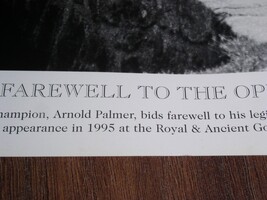 FAREWELL TO THE OP
hampion, Arnold Palmer, bids farewell to his leg
appearance in 1995 at the Royal & Ancient Go